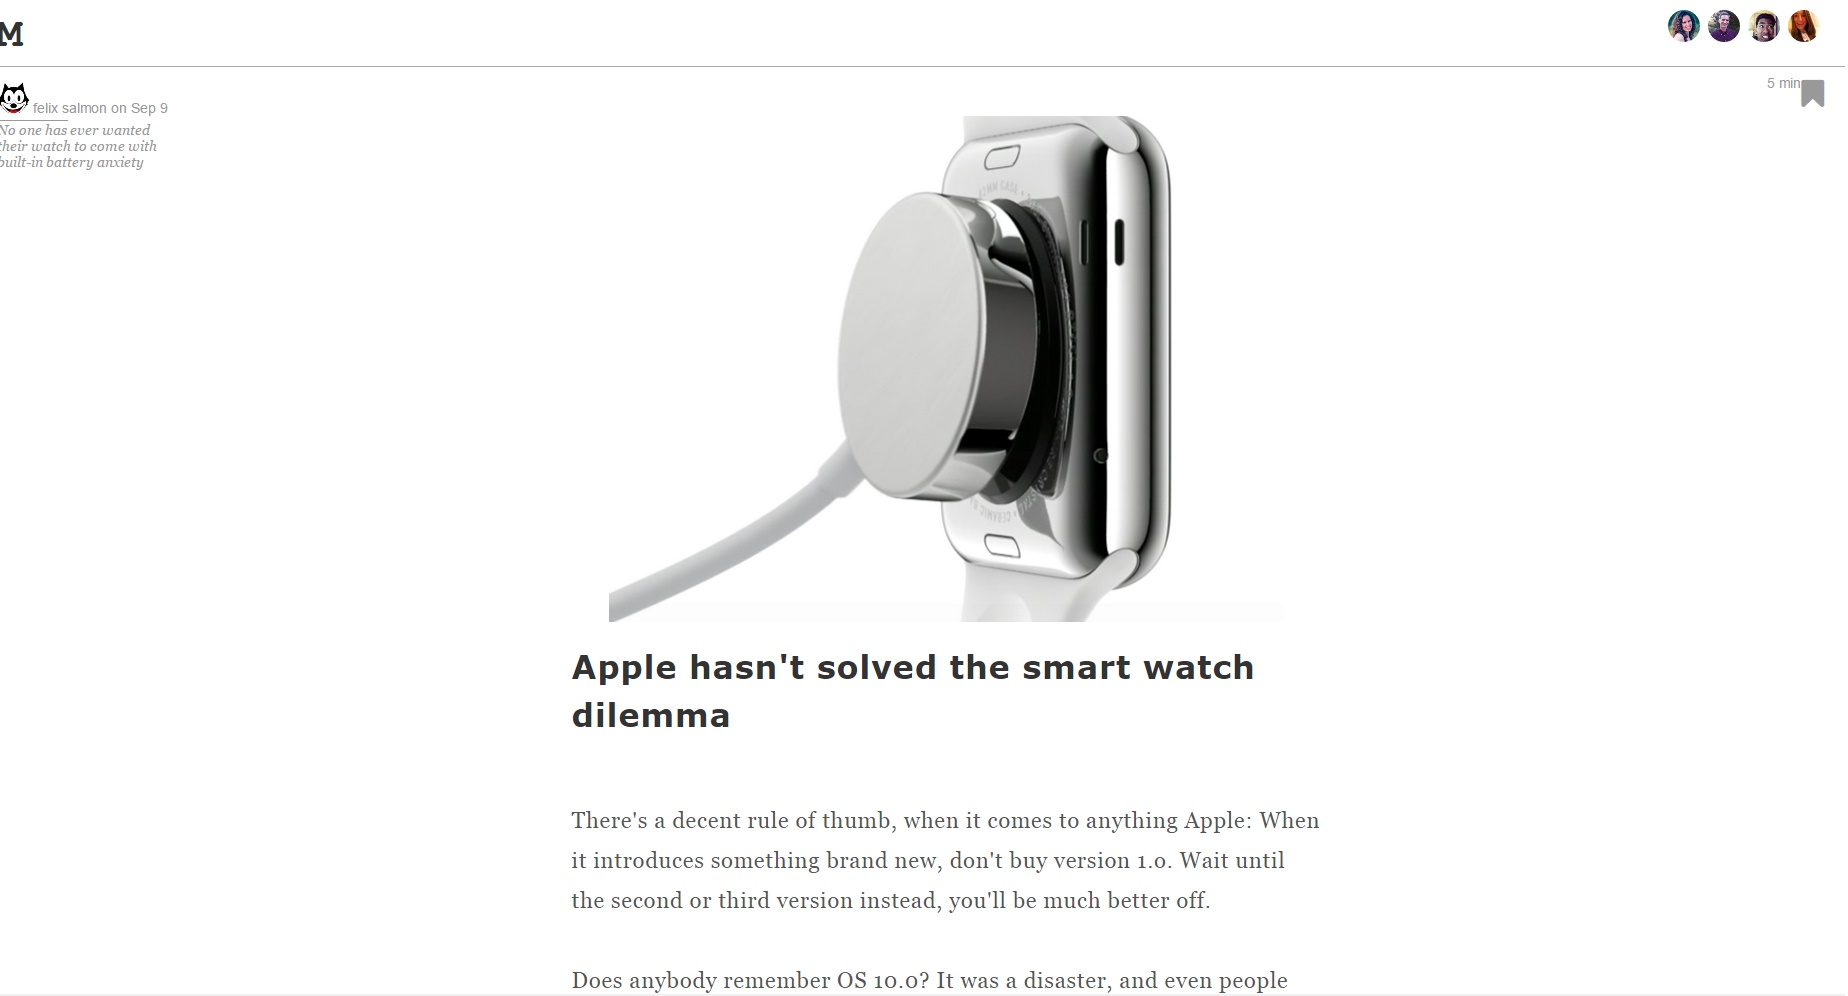 M
5 min
felix salmon on Sep 9
No one has ever wanted
their watch to come with
built-in battery anxiety
42MM CASE
CERAMIC
Apple hasn't solved the smart watch
dilemma
There's a decent rule of thumb, when it comes to anything Apple: When
it introduces something brand new, don't buy version 1.0. Wait until
the second or third version instead, you'll be much better off.
Does anybody remember OS 10.0? It was a disaster, and even people